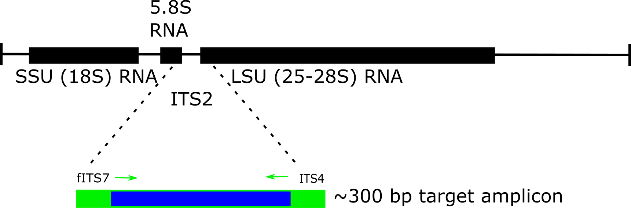 5.8S
RNA
SSU (18S) RNA
LSU (25-28S) RNA
ITS2
fITS7
ITS4
~300 bp target amplicon